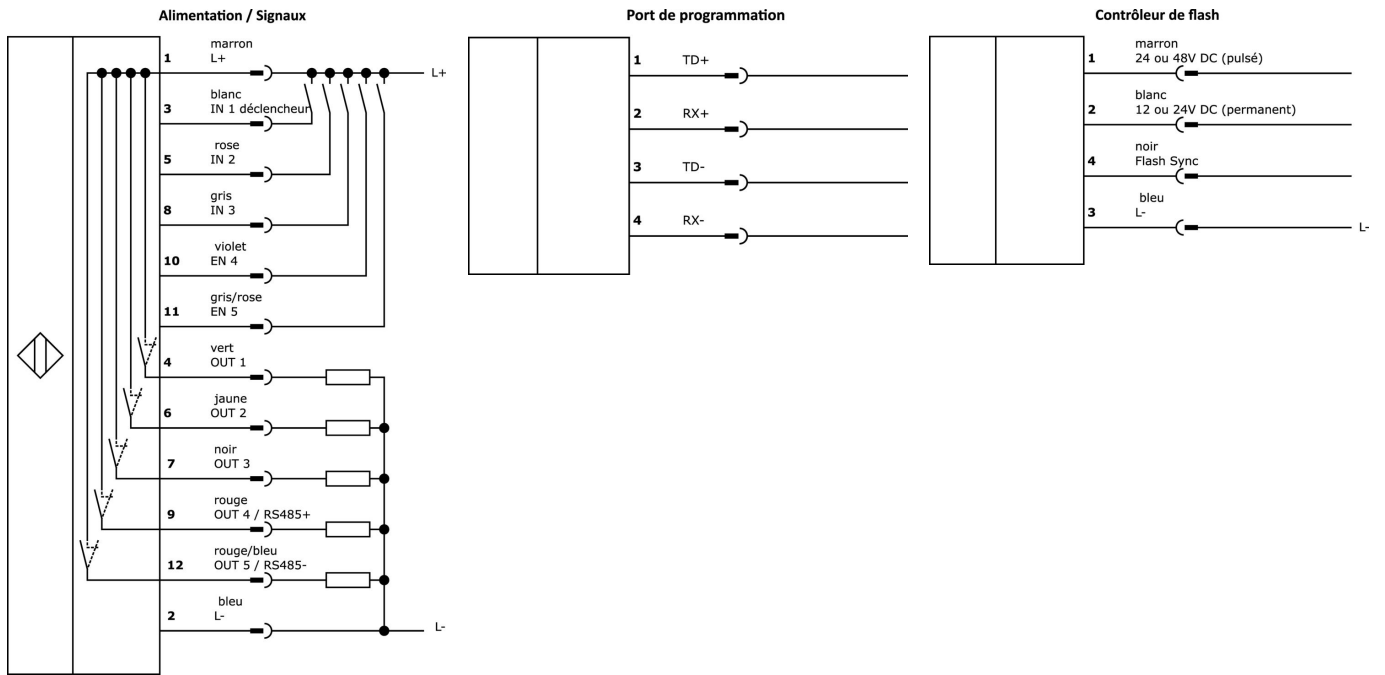 Alimentation / Signaux
marron
1 L+
L+
blanc
3 IN 1 déclencheur
rose
5 IN 2
gris
8 IN 3
violet
10 EN 4
gris/rose
11 EN 5
vert
4 OUT 1
jaune
6 OUT 2
noir
7 OUT 3
rouge
9 OUT 4 / RS485+
rouge/bleu
12 OUT 5 / RS485-
bleu
2 L-
L-
Port de programmation
1 TD+
2 RX+
3 TD-
4 RX-
Contrôleur de flash
marron
1 24 ou 48V DC (pulsé)
blanc
2 12 ou 24V DC (permanent)
noir
4 Flash Sync
bleu
3 L-
L-